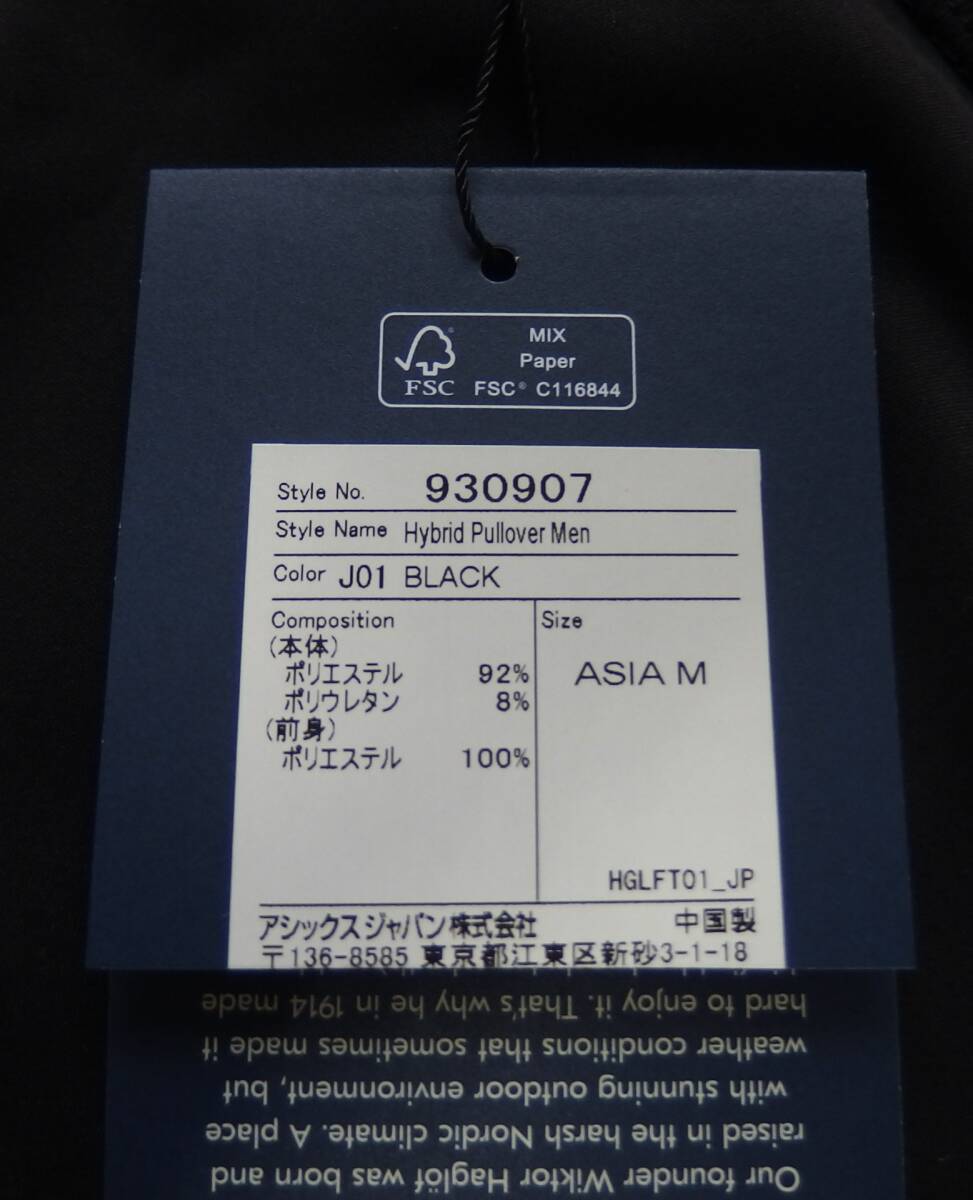 MIX
Paper
FSC® C116844
FSC
Style No. 930907
Style Name Hybrid Pullover Men
Color J01 BLACK
Composition
(本体)
ポリエステル 92%
ポリウレタン 8%
(前身)
ポリエステル 100%
Size
ASIA M
HGLFT01_JP
アシックスジャパン株式会社 中国製
〒136-8585 東京都江東区新砂3-1-18
Our founder Wiktor Haglöf was born and
raised in the harsh Nordic climate. A place
with stunning outdoor environment, but
weather conditions that sometimes made it
hard to enjoy it. That's why he in 1914 made